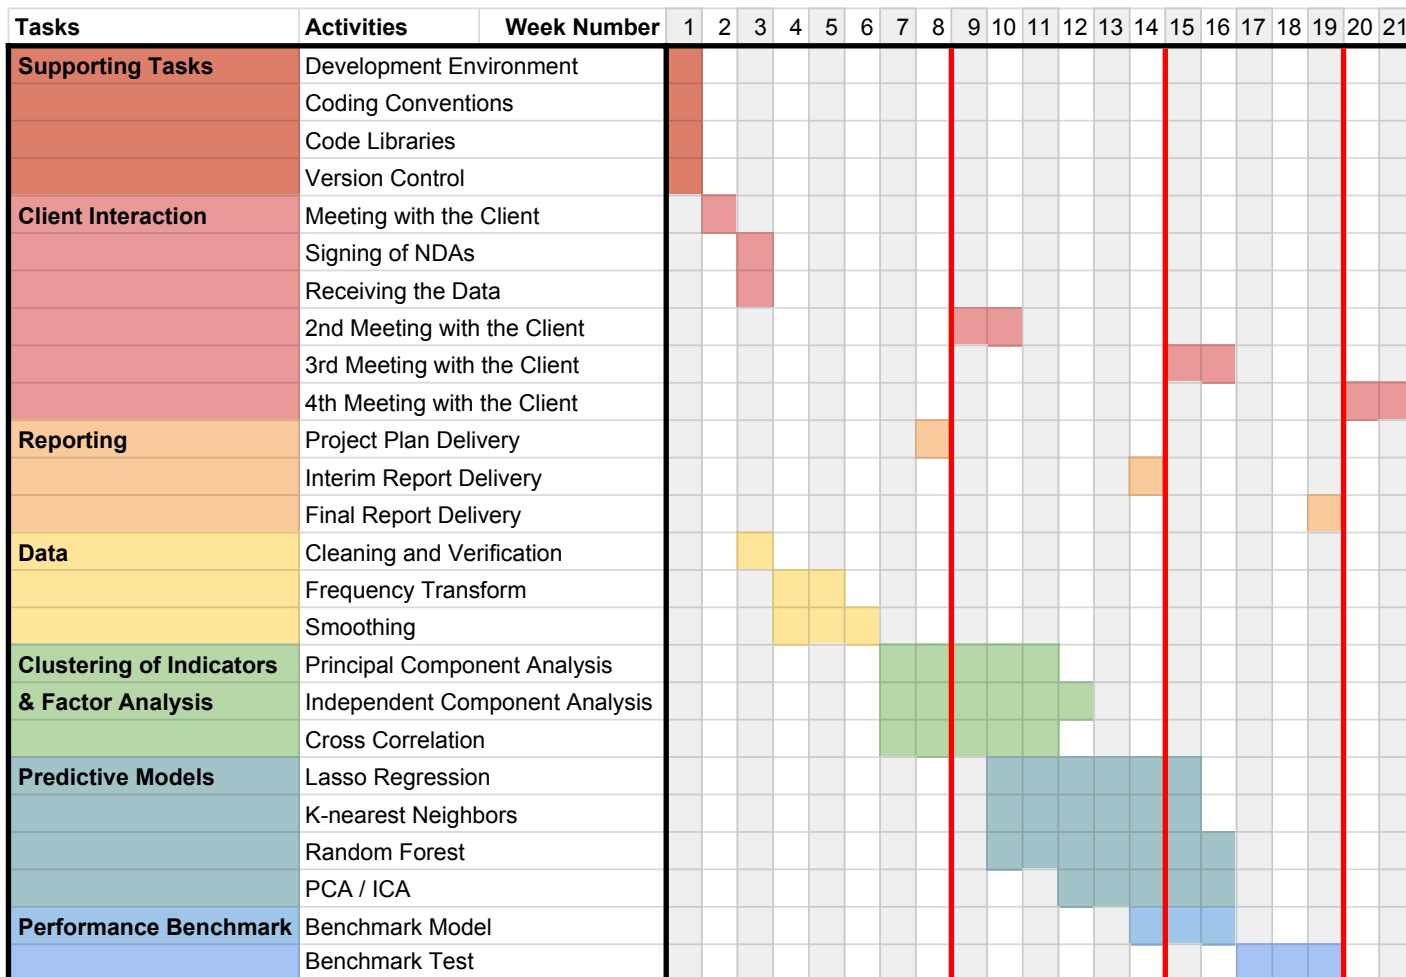 Tasks Activities Week Number 1 2 3 4 5 6 7 8 9 10 11 12 13 14 15 16 17 18 19 20 21
Supporting Tasks Development Environment
Coding Conventions
Code Libraries
Version Control
Client Interaction Meeting with the Client
Signing of NDAs
Receiving the Data
2nd Meeting with the Client
3rd Meeting with the Client
4th Meeting with the Client
Reporting Project Plan Delivery
Interim Report Delivery
Final Report Delivery
Data Cleaning and Verification
Frequency Transform
Smoothing
Clustering of Indicators Principal Component Analysis
& Factor Analysis Independent Component Analysis
Cross Correlation
Predictive Models Lasso Regression
K-nearest Neighbors
Random Forest
PCA / ICA
Performance Benchmark Benchmark Model
Benchmark Test